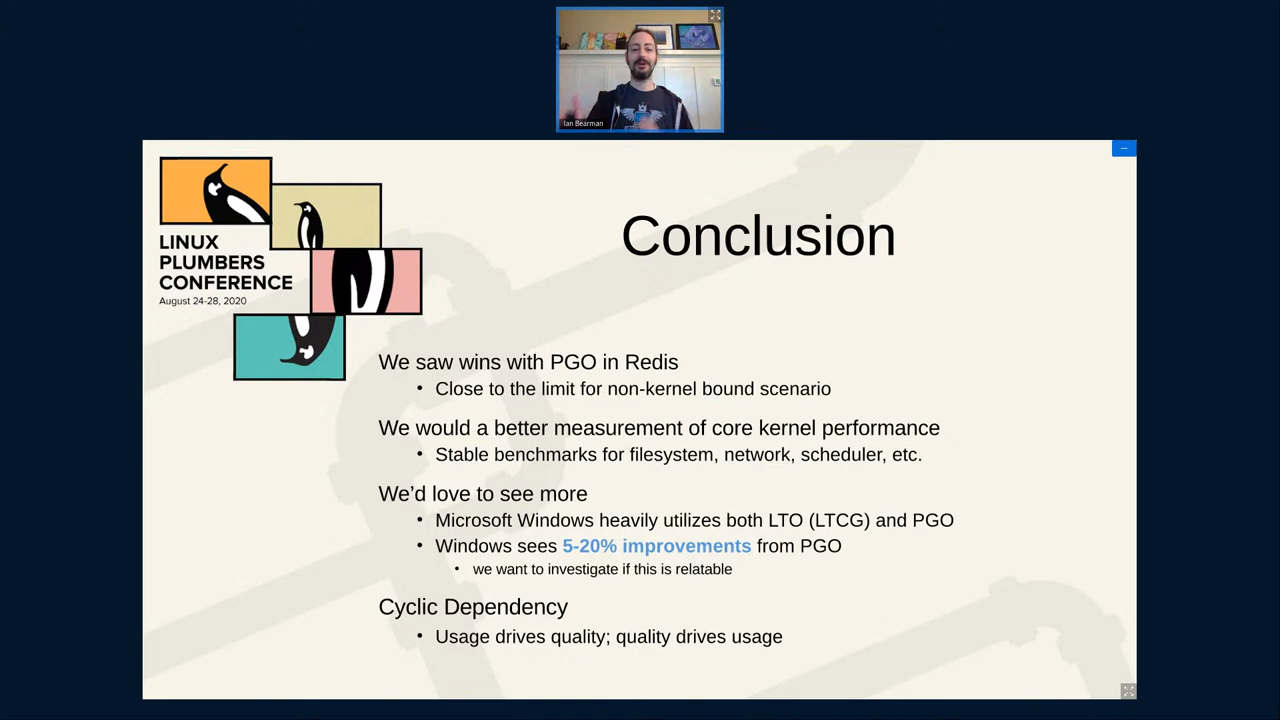 Ian Bearman
LINUX
PLUMBERS
CONFERENCE
August 24-28, 2020
Conclusion
We saw wins with PGO in Redis
• Close to the limit for non-kernel bound scenario
We would a better measurement of core kernel performance
• Stable benchmarks for filesystem, network, scheduler, etc.
We’d love to see more
• Microsoft Windows heavily utilizes both LTO (LTCG) and PGO
• Windows sees 5-20% improvements from PGO
• we want to investigate if this is relatable
Cyclic Dependency
• Usage drives quality; quality drives usage